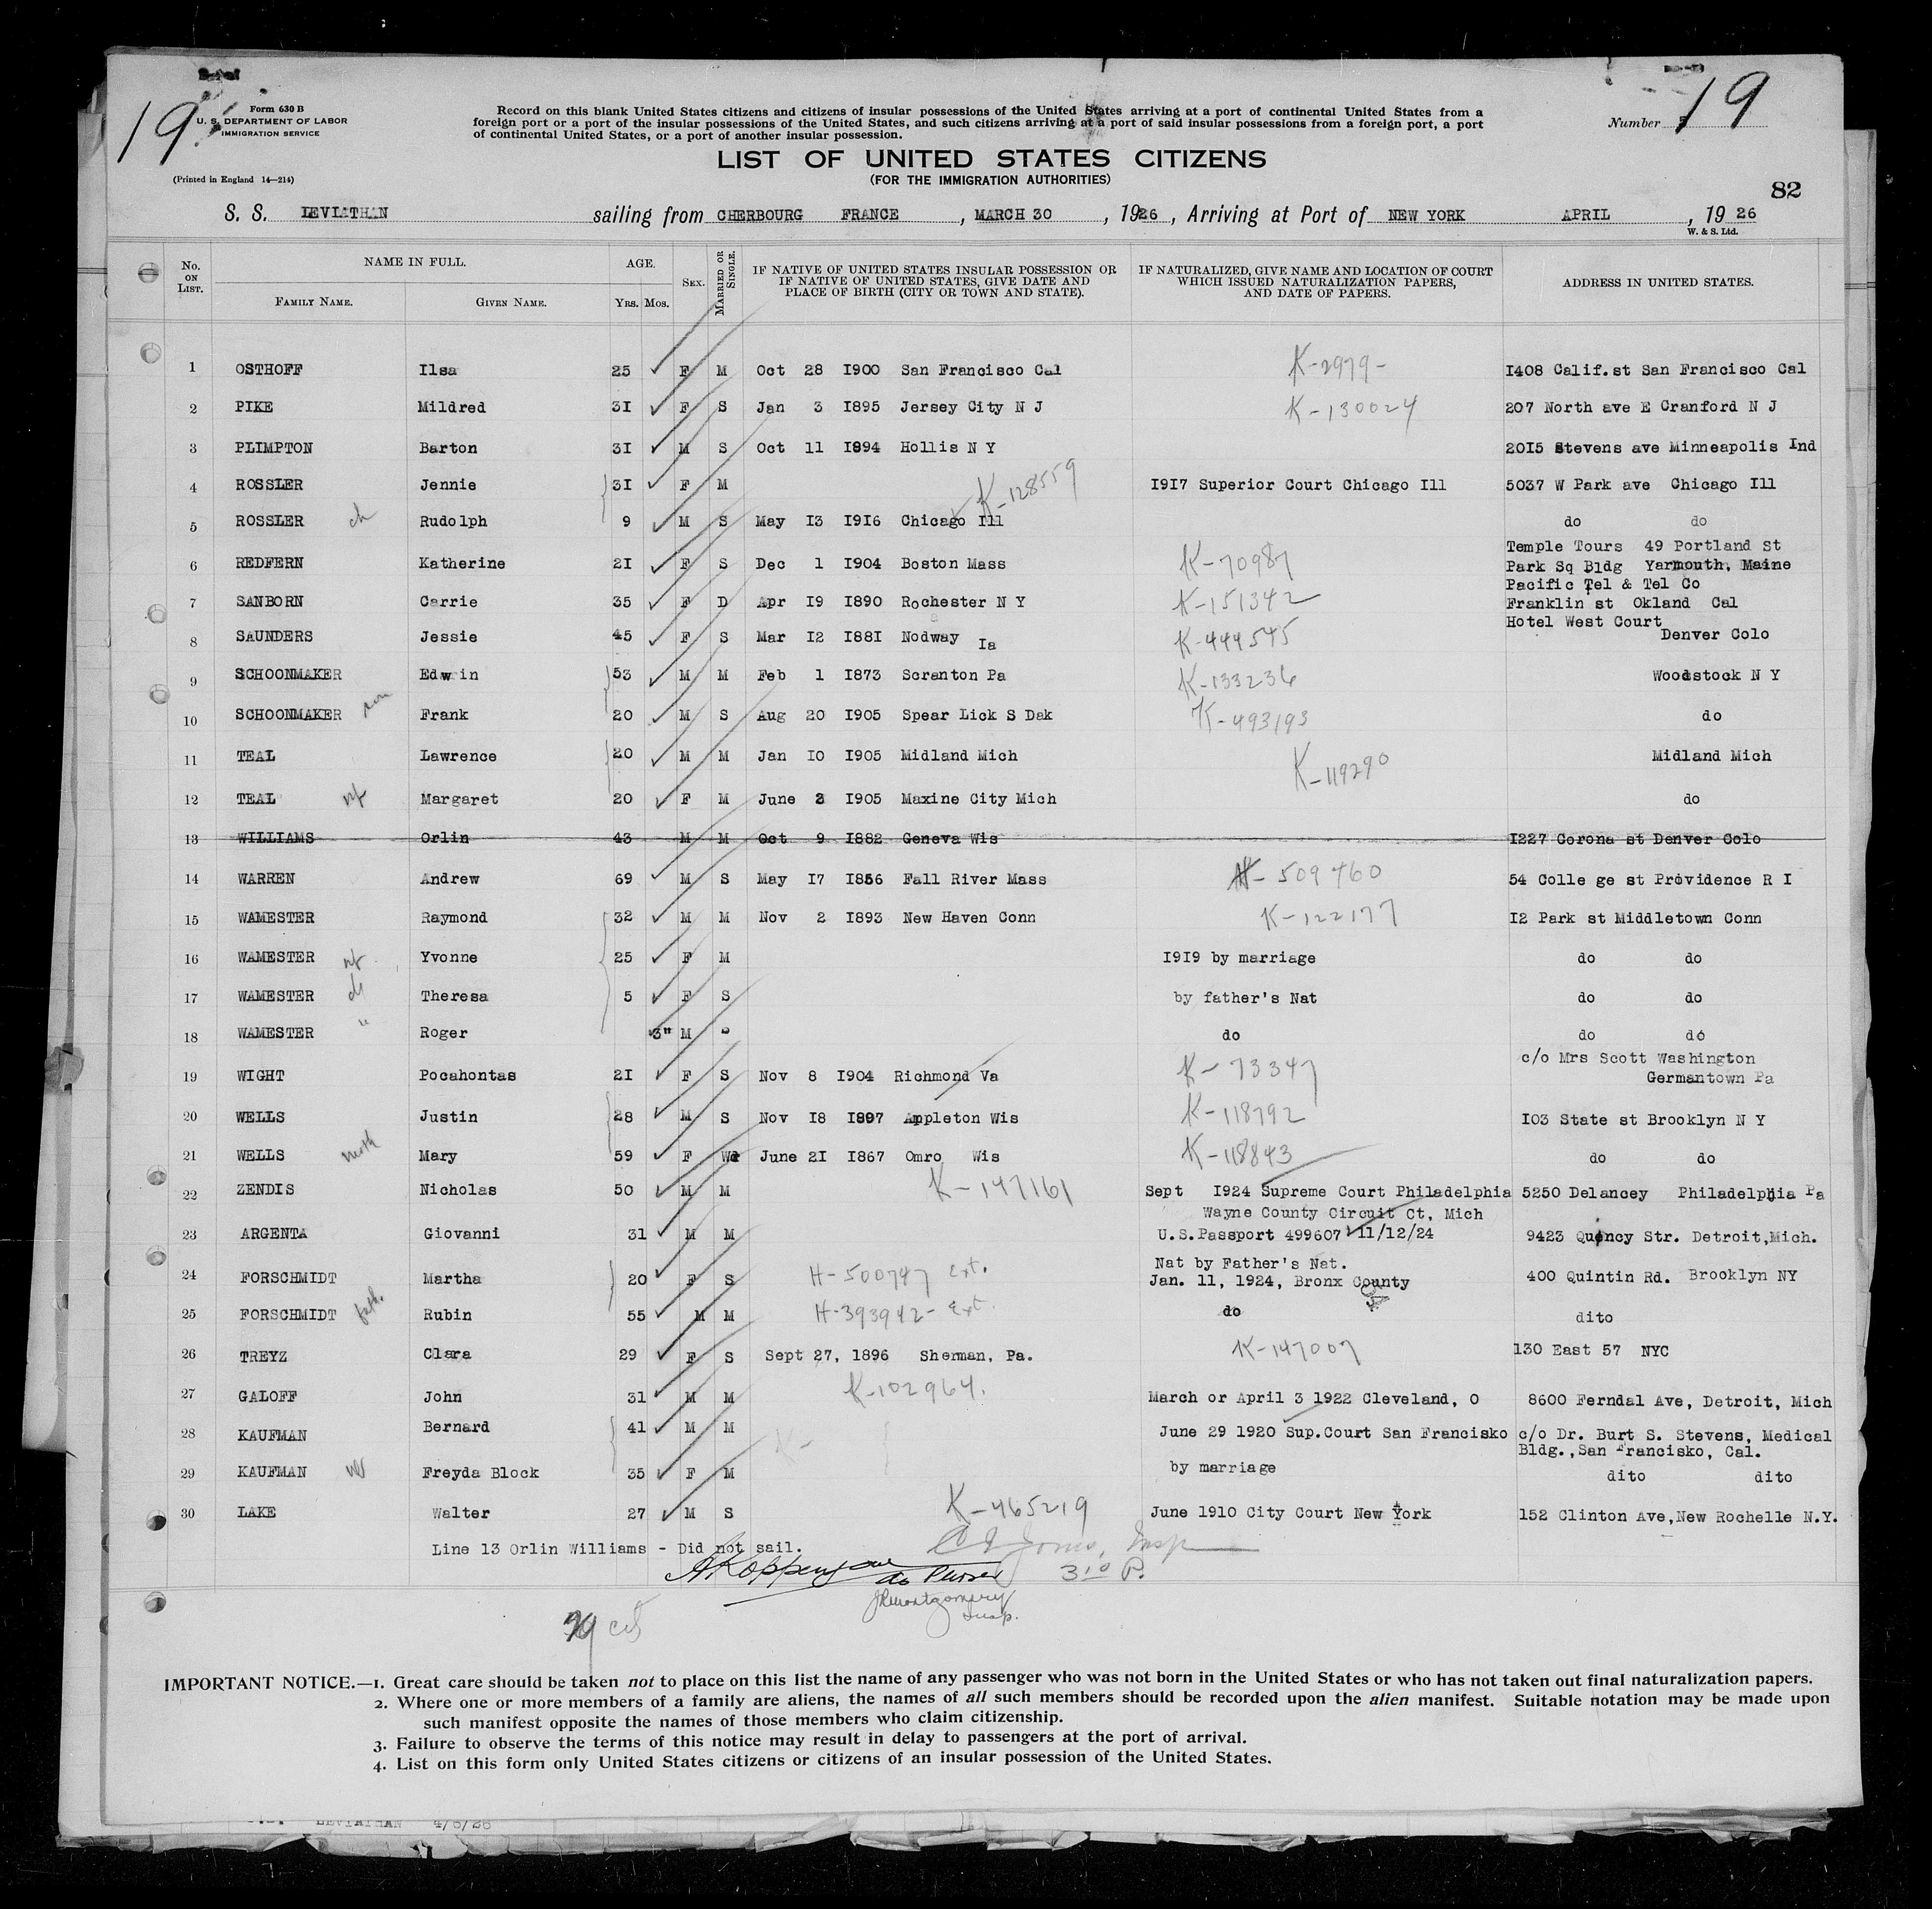 19
Form 630 B
U. S. DEPARTMENT OF LABOR
IMMIGRATION SERVICE
(Printed in England 14—214)
Record on this blank United States citizens and citizens of insular possessions of the United States arriving at a port of continental United States from a
foreign port or a port of the insular possessions of the United States, and such citizens arriving at a port of said insular possessions from a foreign port, a port
of continental United States, or a port of another insular possession.
Number 19
LIST OF UNITED STATES CITIZENS
(FOR THE IMMIGRATION AUTHORITIES)
82
S. S. LEVIATHAN sailing from CHERBOURG FRANCE, MARCH 30, 1926, Arriving at Port of NEW YORK APRIL, 1926
W. & S. Ltd.
No. ON LIST. NAME IN FULL. FAMILY NAME. GIVEN NAME. AGE. YRS. MOS. SEX. MARRIED OR SINGLE. IF NATIVE OF UNITED STATES INSULAR POSSESSION OR IF NATIVE OF UNITED STATES, GIVE DATE AND PLACE OF BIRTH (CITY OR TOWN AND STATE). IF NATURALIZED, GIVE NAME AND LOCATION OF COURT WHICH ISSUED NATURALIZATION PAPERS, AND DATE OF PAPERS. ADDRESS IN UNITED STATES.
1 OSTHOFF Ilsa 25 F M Oct 28 1900 San Francisco Cal K-2979- 1408 Calif.st San Francisco Cal
2 PIKE Mildred 31 F S Jan 3 1895 Jersey City N J K-130024 207 North ave E Cranford N J
3 PLIMPTON Barton 31 M S Oct 11 1894 Hollis N Y 2015 Stevens ave Minneapolis Ind
4 ROSSLER Jennie 31 F M K-128559 1917 Superior Court Chicago Ill 5037 W Park ave Chicago Ill
5 ROSSLER ch Rudolph 9 M S May 13 1916 Chicago Ill do do
6 REDFERN Katherine 21 F S Dec 1 1904 Boston Mass K-70987 Temple Tours 49 Portland St
Park Sq Bldg Yarmouth, Maine
7 SANBORN Carrie 35 F D Apr 19 1890 Rochester N Y K-151342 Pacific Tel & Tel Co
Franklin st Okland Cal
8 SAUNDERS Jessie 45 F S Mar 12 1881 Nodway Ia K-444545 Hotel West Court
Denver Colo
9 SCHOONMAKER Edwin 53 M M Feb 1 1873 Scranton Pa K-133236 Woodstock N Y
10 SCHOONMAKER son Frank 20 M S Aug 20 1905 Spear Lick S Dak K-493193 do
11 TEAL Lawrence 20 M M Jan 10 1905 Midland Mich K-119290 Midland Mich
12 TEAL wf Margaret 20 F M June 2 1905 Maxine City Mich do
13 WILLIAMS Orlin 43 M M Oct 9 1882 Geneva Wis 1227 Corona st Denver Colo
14 WARREN Andrew 69 M S May 17 1856 Fall River Mass 509760 54 Colle ge st Providence R I
15 WAMESTER Raymond 32 M M Nov 2 1893 New Haven Conn K-122177 12 Park st Middletown Conn
16 WAMESTER wf Yvonne 25 F M 1919 by marriage do do
17 WAMESTER ch Theresa 5 F S by father's Nat do do
18 WAMESTER " Roger 3" M do do do
19 WIGHT Pocahontas 21 F S Nov 8 1904 Richmond Va K-73347 c/o Mrs Scott Washington
Germantown Pa
20 WELLS Justin 28 M S Nov 18 1897 Appleton Wis K-118792 103 State st Brooklyn N Y
21 WELLS moth Mary 59 F Wd June 21 1867 Omro Wis K-118843 do do
22 ZENDIS Nicholas 50 M M K-147161 Sept 1924 Supreme Court Philadelphia 5250 Delancey Philadelphia Pa
23 ARGENTA Giovanni 31 M M Wayne County Circuit Ct, Mich
U.S.Passport 499607 11/12/24 9423 Quency Str. Detroit,Mich.
24 FORSCHMIDT Martha 20 F S H-500747 Ext. Nat by Father's Nat.
Jan. 11, 1924, Bronx County 400 Quintin Rd. Brooklyn NY
25 FORSCHMIDT fath. Rubin 55 M M H-393942- Ext. do dito
26 TREYZ Clara 29 F S Sept 27, 1896 Sherman, Pa. K-147007 130 East 57 NYC
27 GALOFF John 31 M M K-102964. March or April 3 1922 Cleveland, O 8600 Ferndal Ave, Detroit, Mich
28 KAUFMAN Bernard 41 M M K- June 29 1920 Sup.Court San Francisko c/o Dr. Burt S. Stevens, Medical
Bldg.,San Francisko, Cal.
29 KAUFMAN Freyda Block 35 F M by marriage dito dito
30 LAKE Walter 27 M S K-465219 June 1910 City Court New York 152 Clinton Ave,New Rochelle N.Y.
Line 13 Orlin Williams - Did not sail.
Jones, Insp
3 10 P.
Purser
JRMontgomery
Insp.
IMPORTANT NOTICE.—1. Great care should be taken not to place on this list the name of any passenger who was not born in the United States or who has not taken out final naturalization papers.
2. Where one or more members of a family are aliens, the names of all such members should be recorded upon the alien manifest. Suitable notation may be made upon
such manifest opposite the names of those members who claim citizenship.
3. Failure to observe the terms of this notice may result in delay to passengers at the port of arrival.
4. List on this form only United States citizens or citizens of an insular possession of the United States.
LEVIATHAN 4/6/26